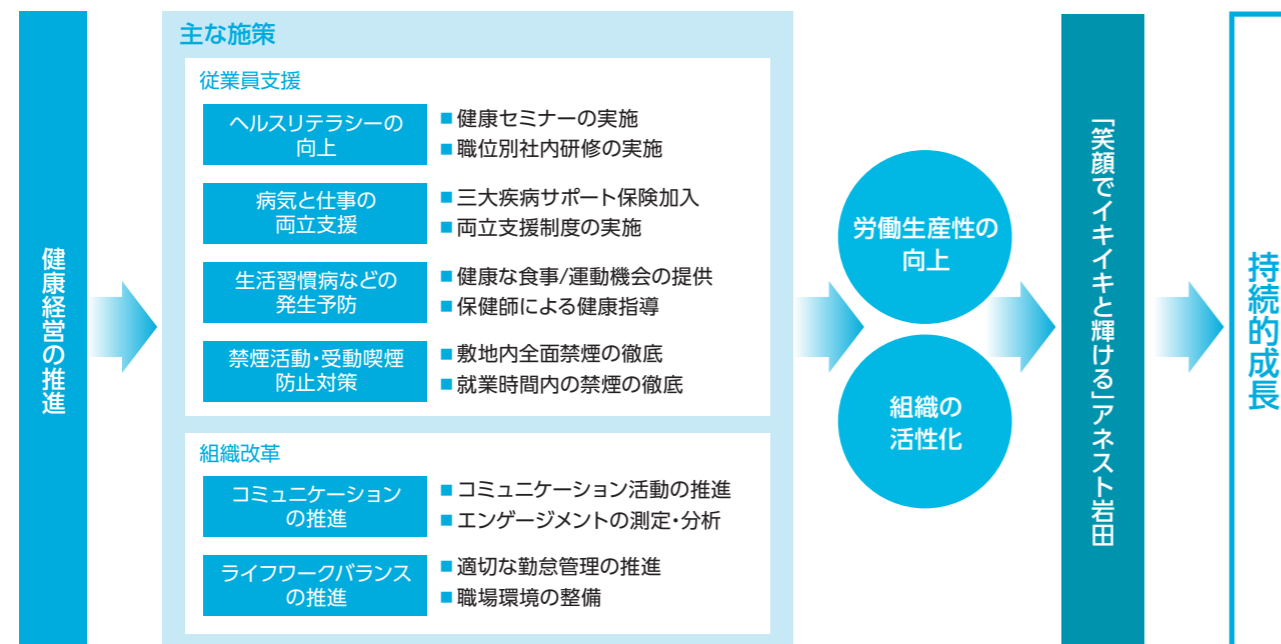 健康経営の推進
主な施策
従業員支援
ヘルスリテラシーの
向上
■健康セミナーの実施
■職位別社内研修の実施
病気と仕事の
両立支援
■三大疾病サポート保険加入
■両立支援制度の実施
生活習慣病などの
発生予防
■健康な食事/運動機会の提供
■保健師による健康指導
禁煙活動・受動喫煙
防止対策
■敷地内全面禁煙の徹底
■就業時間内の禁煙の徹底
組織改革
コミュニケーション
の推進
■コミュニケーション活動の推進
■エンゲージメントの測定・分析
ライフワークバランス
の推進
■適切な勤怠管理の推進
■職場環境の整備
労働生産性の
向上
組織の
活性化
「笑顔でイキイキと輝ける」アネスト岩田
持続的成長